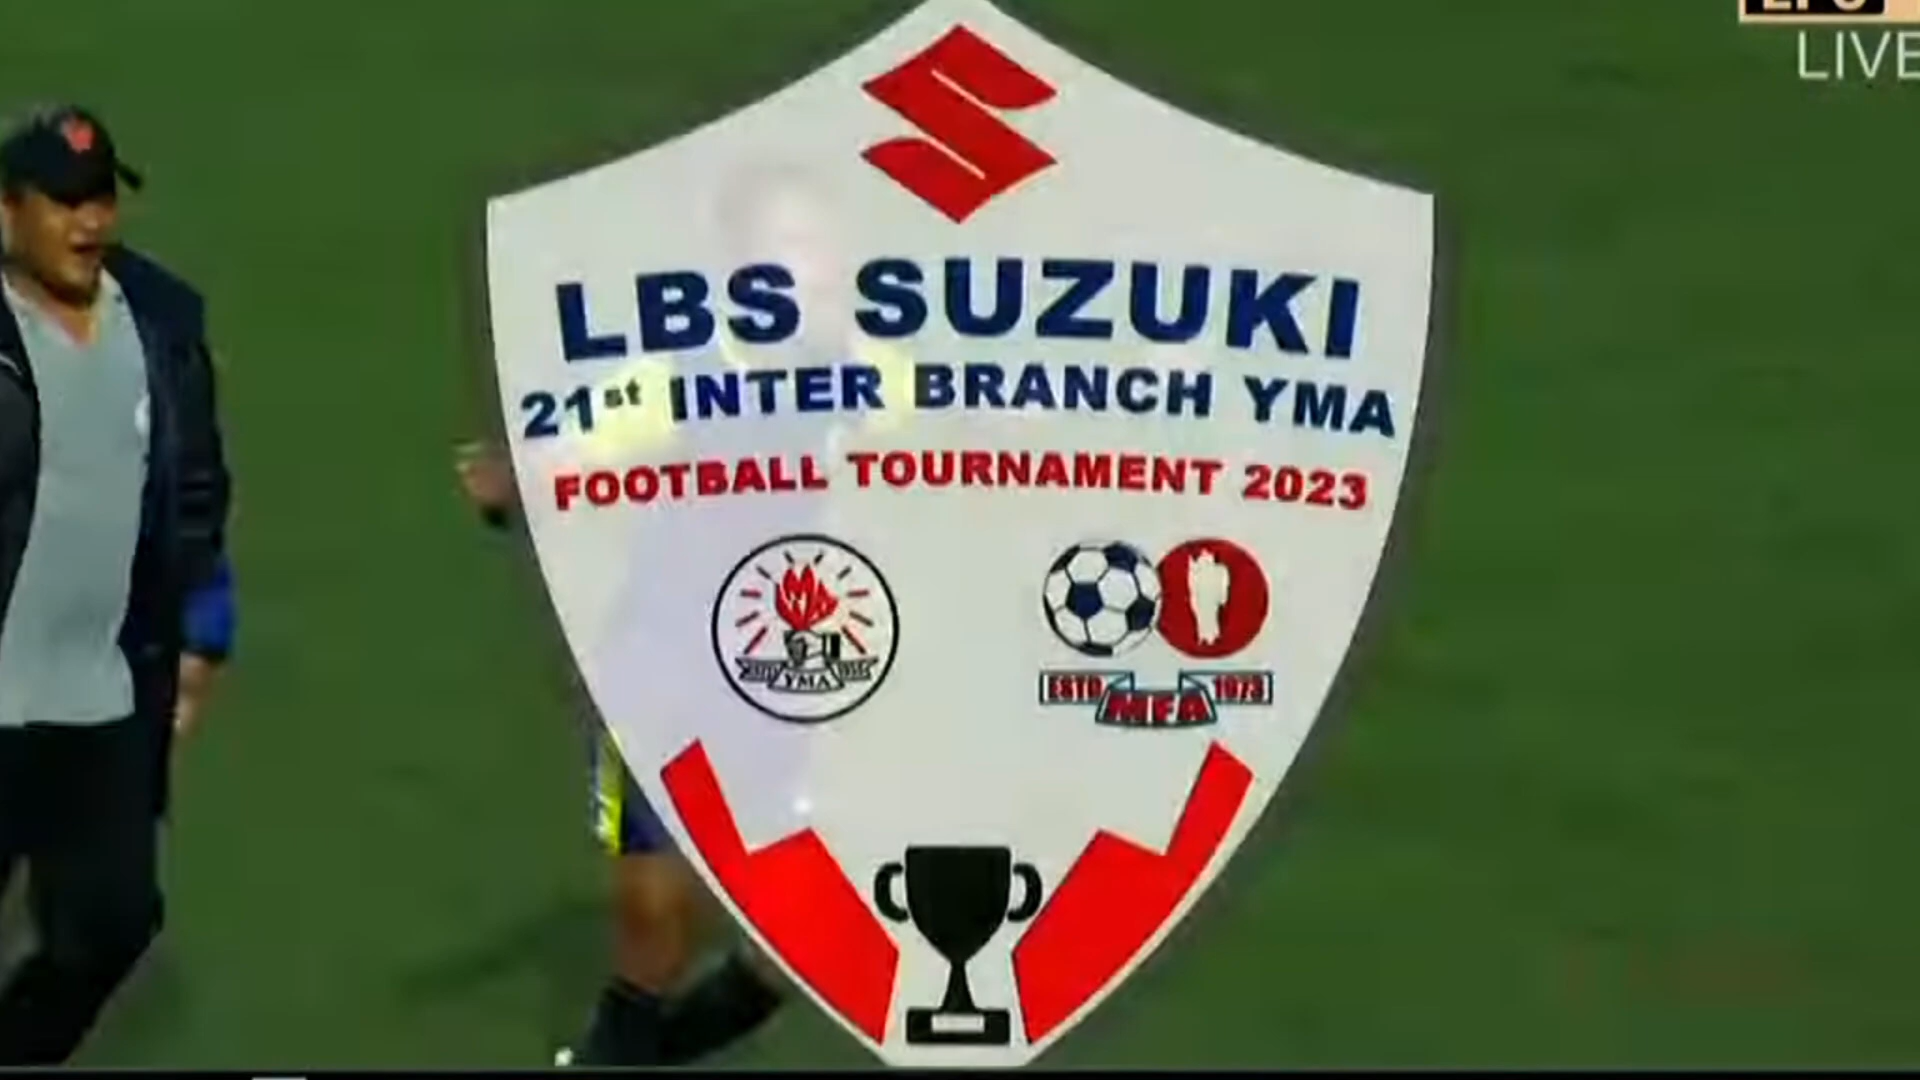 LIVE
LBS SUZUKI
21st INTER BRANCH YMA
FOOTBALL TOURNAMENT 2023
YMA
ESTD 1973
MFA